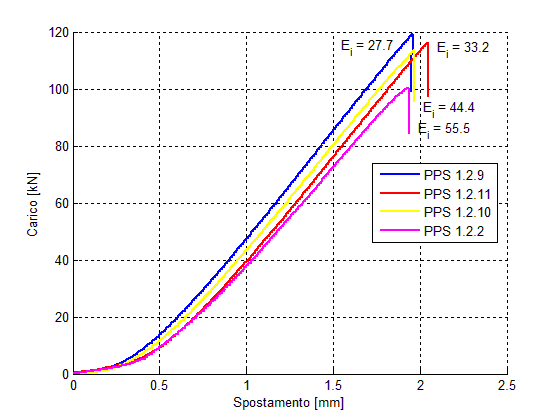 120
100
80
60
40
20
0
Carico [kN]
E_i = 27.7
E_i = 33.2
E_i = 44.4
E_i = 55.5
PPS 1.2.9
PPS 1.2.11
PPS 1.2.10
PPS 1.2.2
0 0.5 1 1.5 2 2.5
Spostamento [mm]